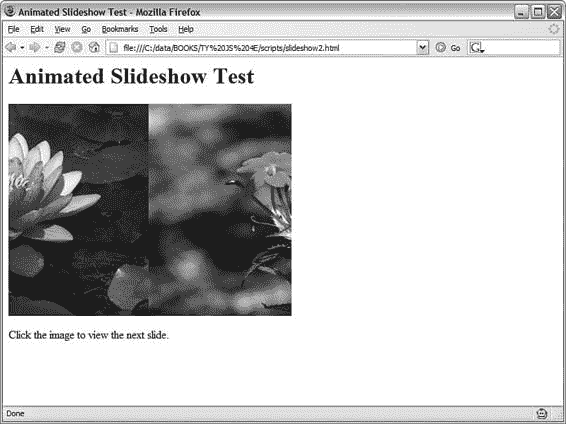 Animated Slideshow Test - Mozilla Firefox
File Edit View Go Bookmarks Tools Help
file:///C:/data/BOOKS/TY%20JS%204E/scripts/slideshow2.html Go G
Animated Slideshow Test
Click the image to view the next slide.
Done